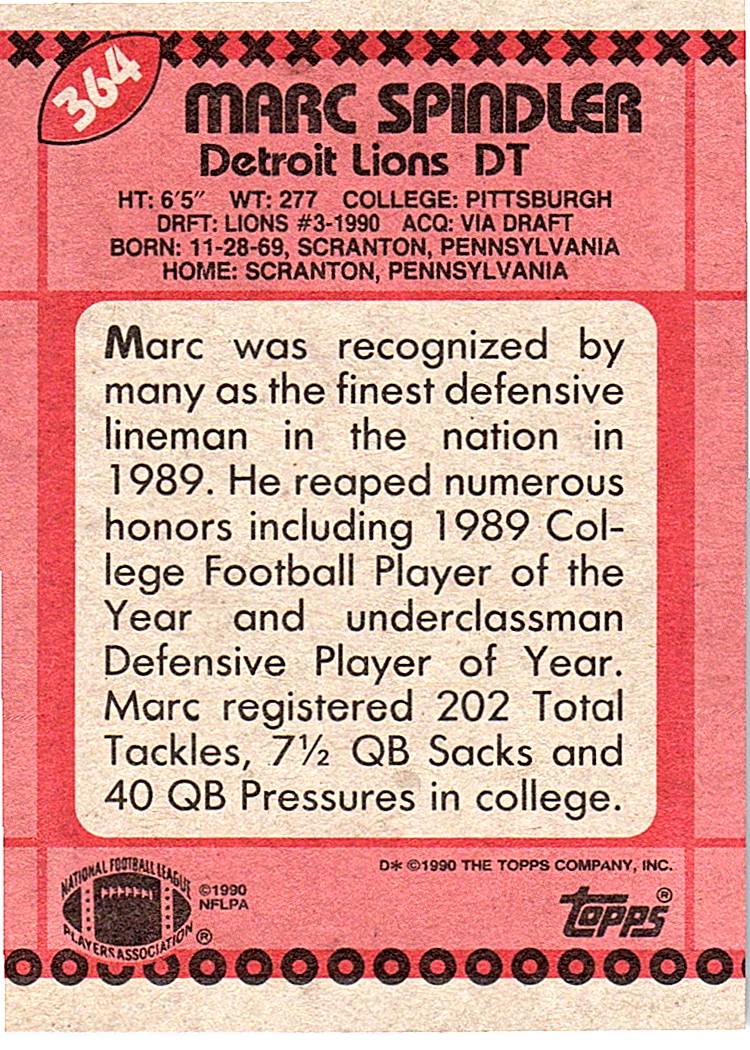 364
MARC SPINDLER
Detroit Lions DT
HT: 6'5" WT: 277 COLLEGE: PITTSBURGH
DRFT: LIONS #3-1990 ACQ: VIA DRAFT
BORN: 11-28-69, SCRANTON, PENNSYLVANIA
HOME: SCRANTON, PENNSYLVANIA
Marc was recognized by
many as the finest defensive
lineman in the nation in
1989. He reaped numerous
honors including 1989 Col-
lege Football Player of the
Year and underclassman
Defensive Player of Year.
Marc registered 202 Total
Tackles, 7½ QB Sacks and
40 QB Pressures in college.
D* ©1990 THE TOPPS COMPANY, INC.
NATIONAL FOOTBALL LEAGUE
PLAYERS ASSOCIATION ®
©1990
NFLPA
topps ®